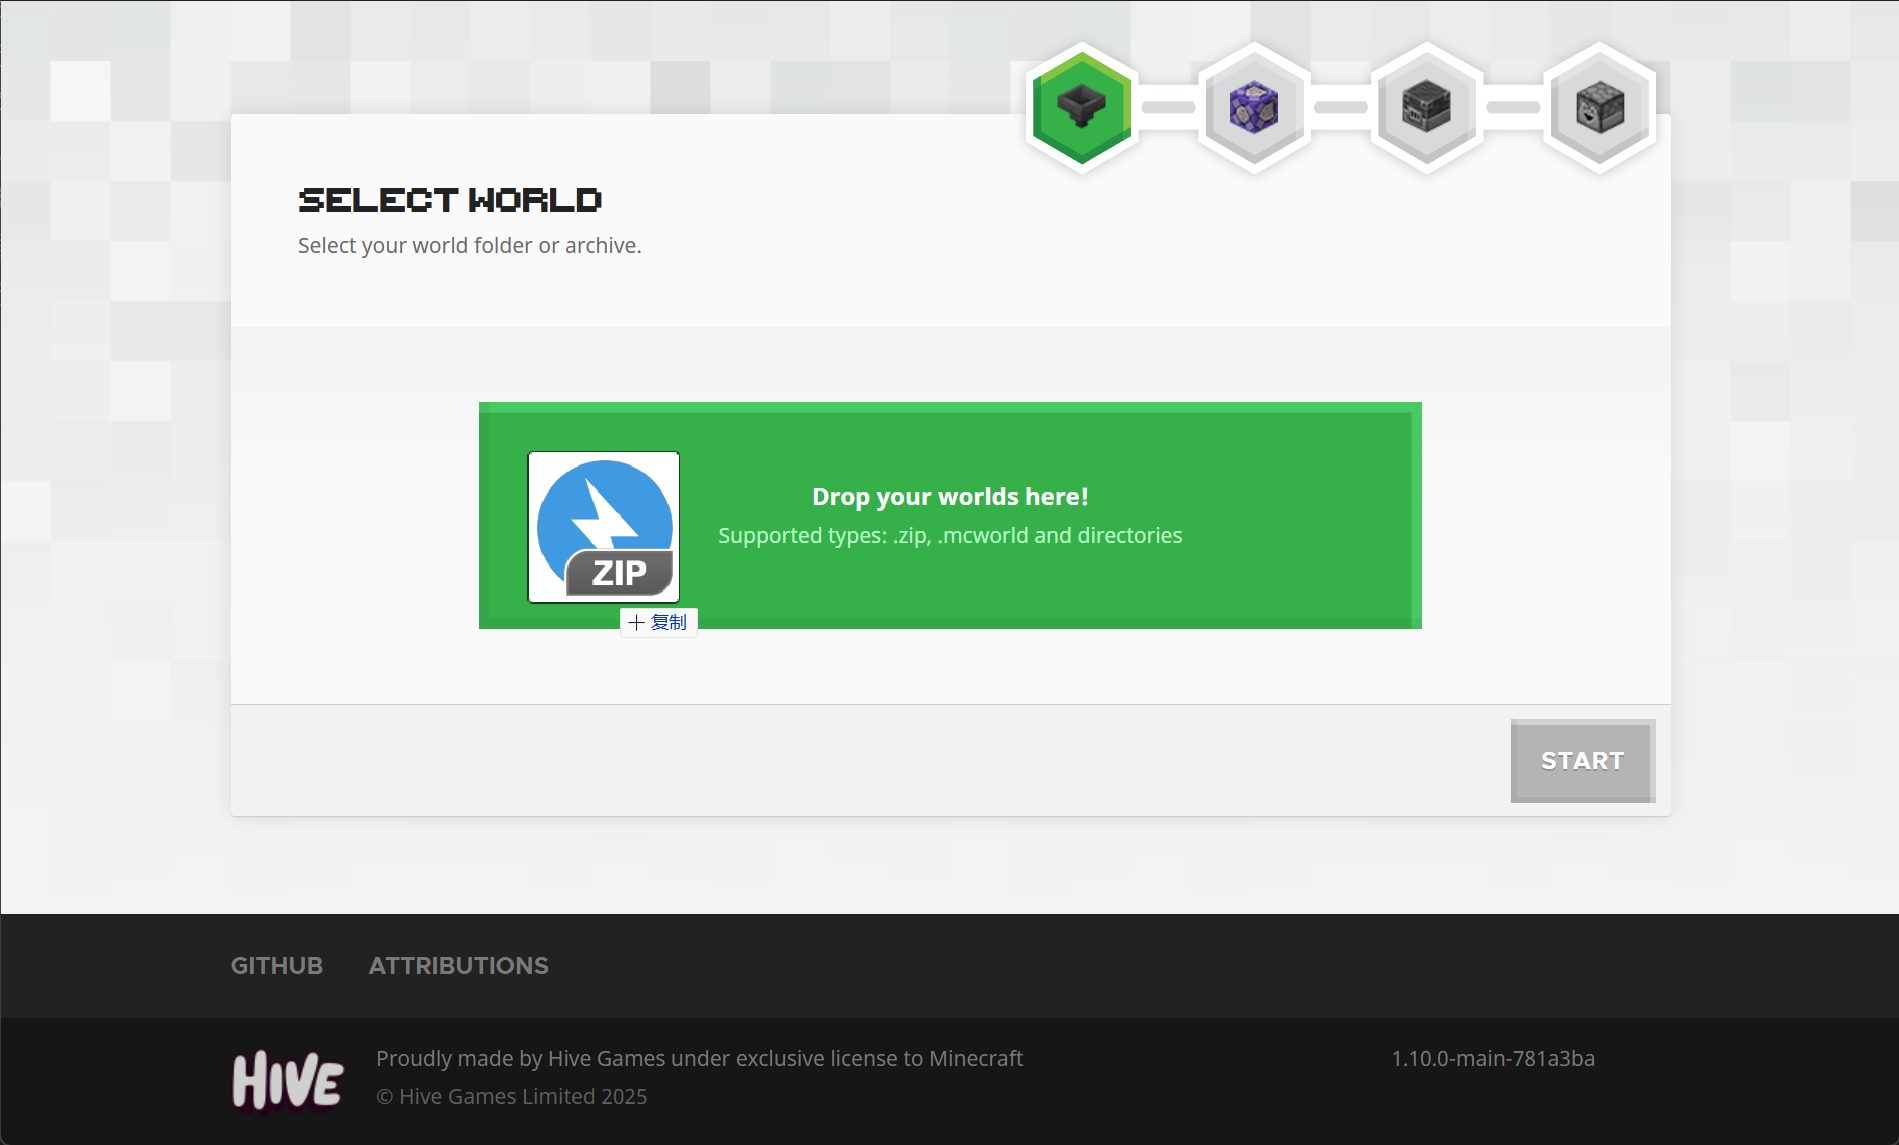 SELECT WORLD
Select your world folder or archive.
Drop your worlds here!
Supported types: .zip, .mcworld and directories
ZIP
+ 复制
START
GITHUB
ATTRIBUTIONS
HIVE
Proudly made by Hive Games under exclusive license to Minecraft
1.10.0-main-781a3ba
© Hive Games Limited 2025